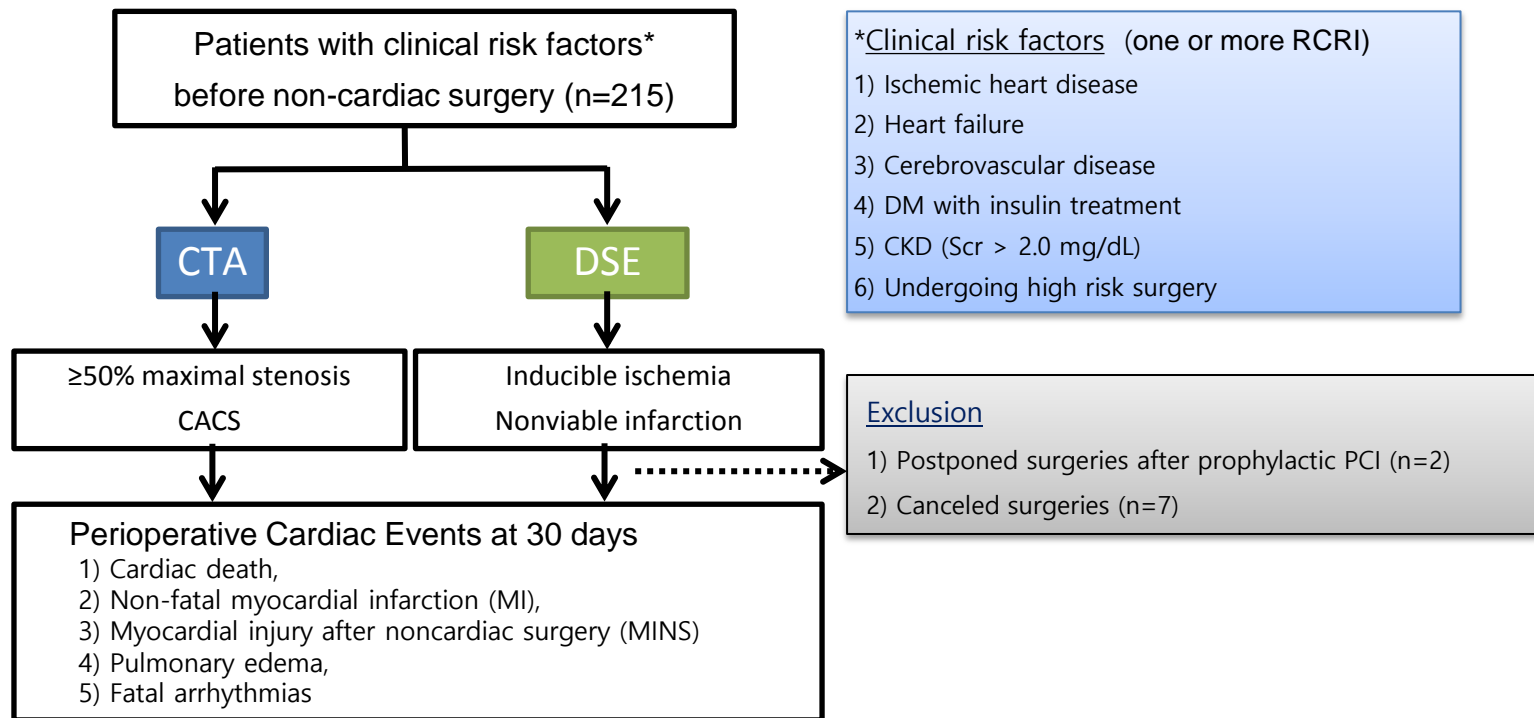 Patients with clinical risk factors*
before non-cardiac surgery (n=215)
CTA
DSE
≥50% maximal stenosis
CACS
Inducible ischemia
Nonviable infarction
Perioperative Cardiac Events at 30 days
1) Cardiac death,
2) Non-fatal myocardial infarction (MI),
3) Myocardial injury after noncardiac surgery (MINS)
4) Pulmonary edema,
5) Fatal arrhythmias
*Clinical risk factors (one or more RCRI)
1) Ischemic heart disease
2) Heart failure
3) Cerebrovascular disease
4) DM with insulin treatment
5) CKD (Scr > 2.0 mg/dL)
6) Undergoing high risk surgery
Exclusion
1) Postponed surgeries after prophylactic PCI (n=2)
2) Canceled surgeries (n=7)